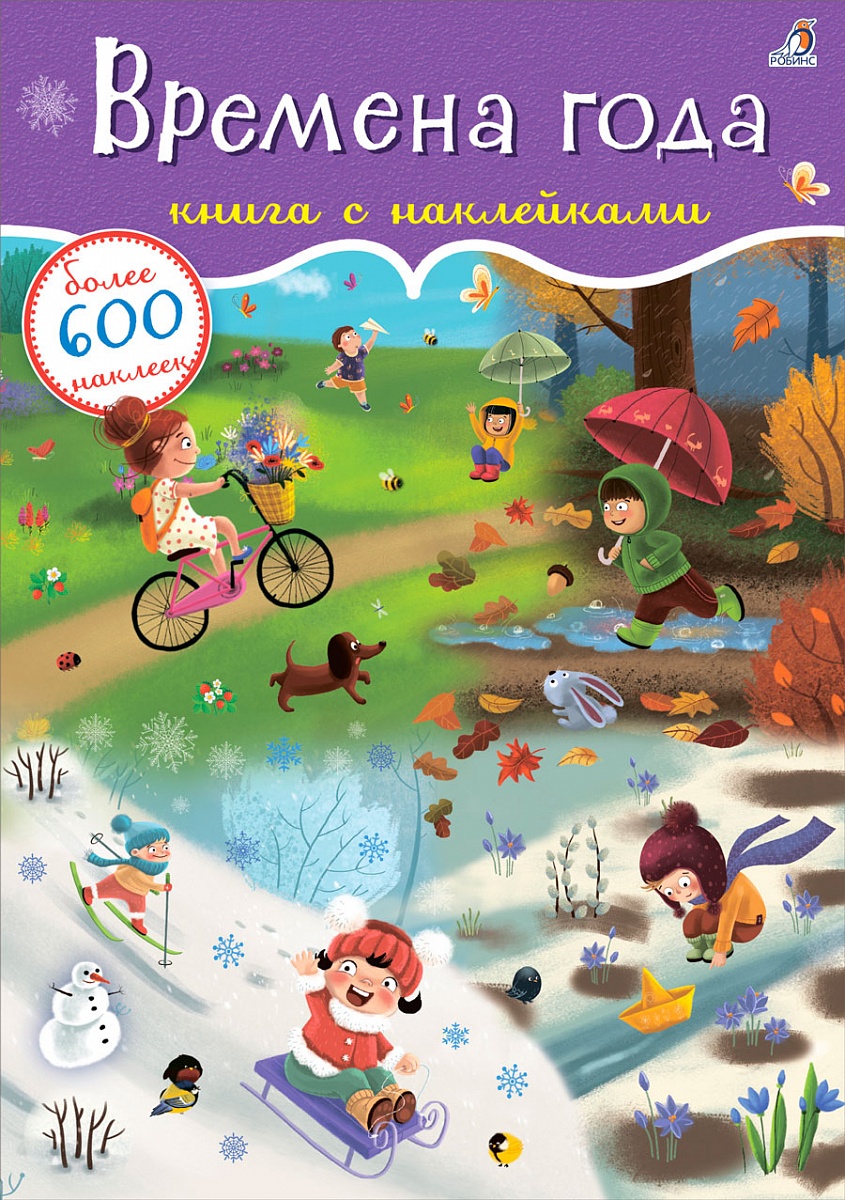 РОБИНС
Времена года
книга с наклейками
более
600
наклеек